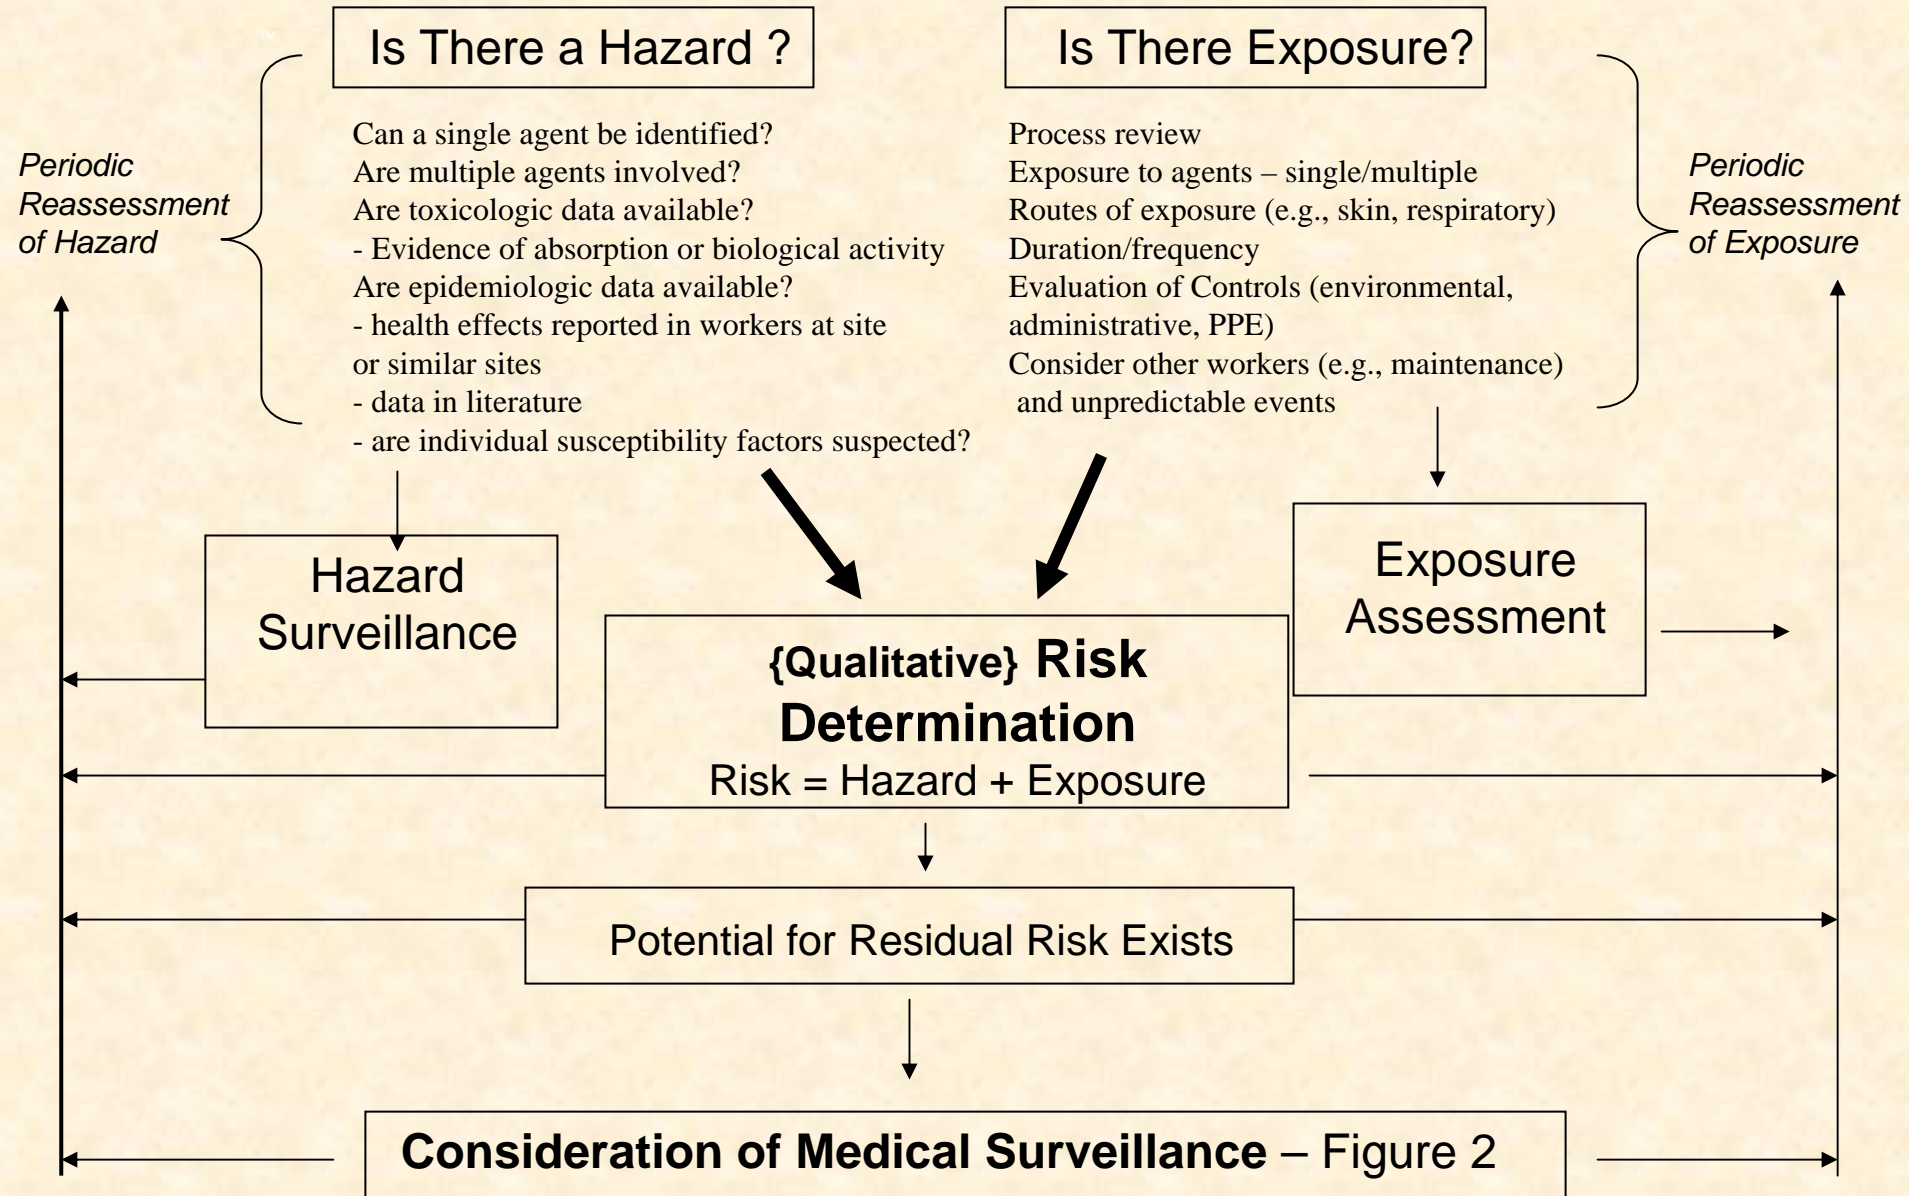 Is There a Hazard ?
Can a single agent be identified?
Are multiple agents involved?
Are toxicologic data available?
- Evidence of absorption or biological activity
Are epidemiologic data available?
- health effects reported in workers at site
or similar sites
- data in literature
- are individual susceptibility factors suspected?
Periodic
Reassessment
of Hazard
Is There Exposure?
Process review
Exposure to agents – single/multiple
Routes of exposure (e.g., skin, respiratory)
Duration/frequency
Evaluation of Controls (environmental,
administrative, PPE)
Consider other workers (e.g., maintenance)
and unpredictable events
Periodic
Reassessment
of Exposure
Hazard
Surveillance
Exposure
Assessment
{Qualitative} Risk
Determination
Risk = Hazard + Exposure
Potential for Residual Risk Exists
Consideration of Medical Surveillance – Figure 2